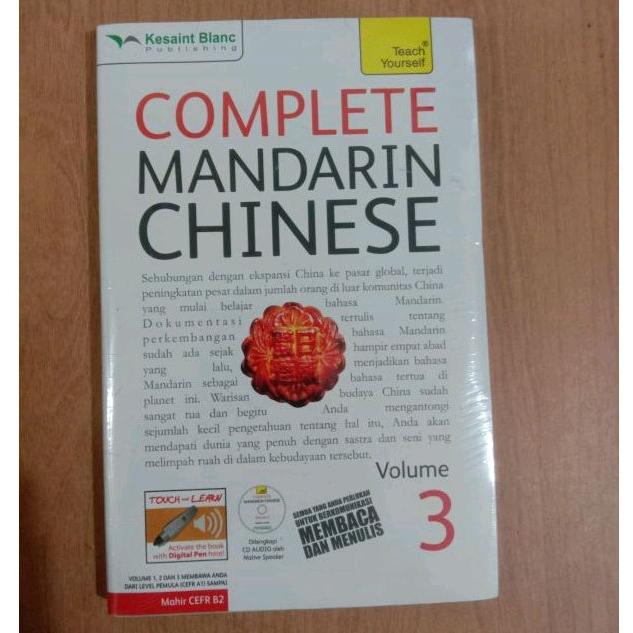 Kesaint Blanc
Publishing
Teach®
Yourself
COMPLETE
MANDARIN
CHINESE
Sehubungan dengan ekspansi China ke pasar global, terjadi
peningkatan pesat dalam jumlah orang di luar komunitas China
yang mulai belajar bahasa Mandarin.
Dokumentasi tertulis tentang
perkembangan bahasa Mandarin
sudah ada sejak hampir empat abad
yang lalu, menjadikan bahasa
Mandarin sebagai bahasa tertua di
planet ini. Warisan budaya China sudah
sangat tua dan begitu Anda mengantongi
sejumlah kecil pengetahuan tentang hal itu, Anda akan
mendapati dunia yang penuh dengan sastra dan seni yang
melimpah ruah di dalam kebudayaan tersebut.
Volume
3
TOUCH AND LEARN
Activate the book
with Digital Pen here!
Dilengkapi
CD AUDIO oleh
Native Speaker
SEMUA YANG ANDA PERLUKAN
UNTUK BERKOMUNIKASI
MEMBACA
DAN MENULIS
VOLUME 1, 2 DAN 3 MEMBAWA ANDA
DARI LEVEL PEMULA (CEFR A1) SAMPAI
Mahir CEFR B2